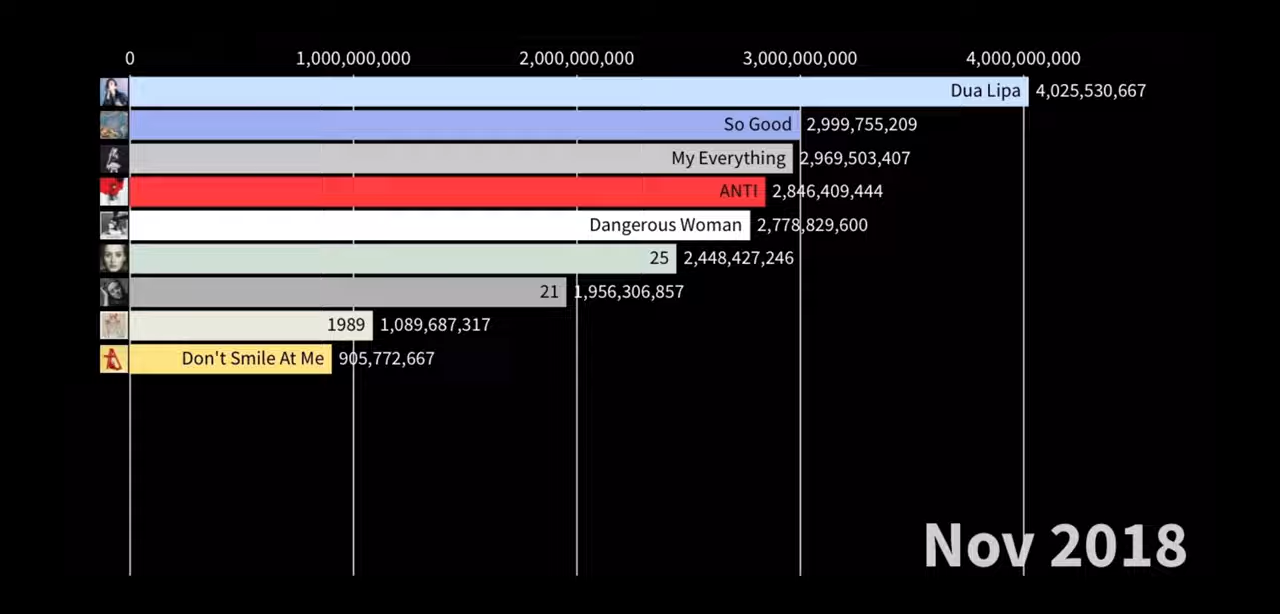 0 1,000,000,000 2,000,000,000 3,000,000,000 4,000,000,000
Dua Lipa 4,025,530,667
So Good 2,999,755,209
My Everything 2,969,503,407
ANTI 2,846,409,444
Dangerous Woman 2,778,829,600
25 2,448,427,246
21 1,956,306,857
1989 1,089,687,317
Don't Smile At Me 905,772,667
Nov 2018